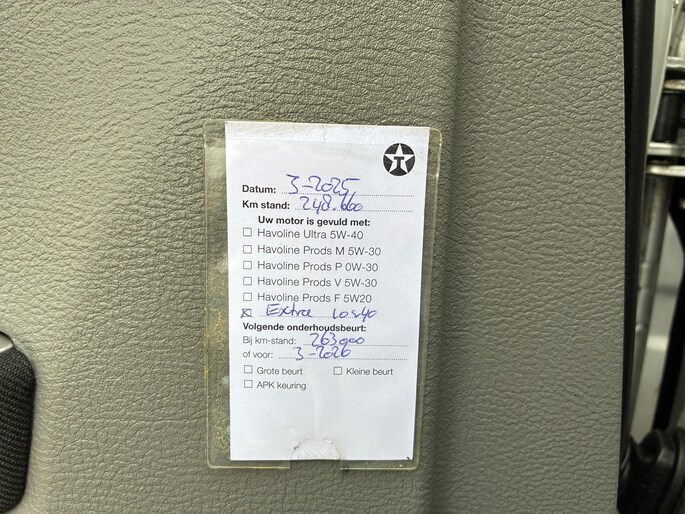 Datum: 3-2025
Km stand: 248.000
Uw motor is gevuld met:
☐ Havoline Ultra 5W-40
☐ Havoline Prods M 5W-30
☐ Havoline Prods P 0W-30
☐ Havoline Prods V 5W-30
☐ Havoline Prods F 5W20
☒ Extra 10w40
Volgende onderhoudsbeurt:
Bij km-stand: 263000
of voor: 3-2026
☐ Grote beurt ☐ Kleine beurt
☐ APK keuring